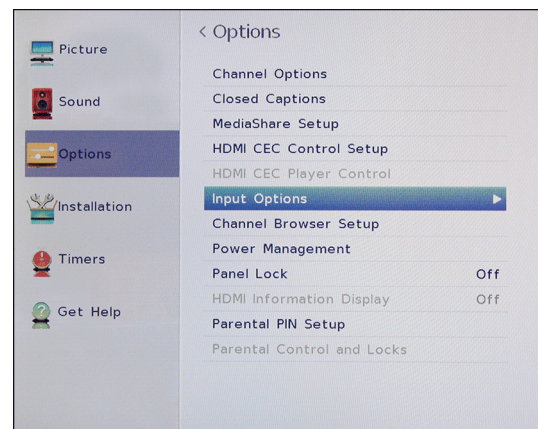 Picture
Sound
Options
Installation
Timers
Get Help
< Options
Channel Options
Closed Captions
MediaShare Setup
HDMI CEC Control Setup
HDMI CEC Player Control
Input Options
Channel Browser Setup
Power Management
Panel Lock Off
HDMI Information Display Off
Parental PIN Setup
Parental Control and Locks